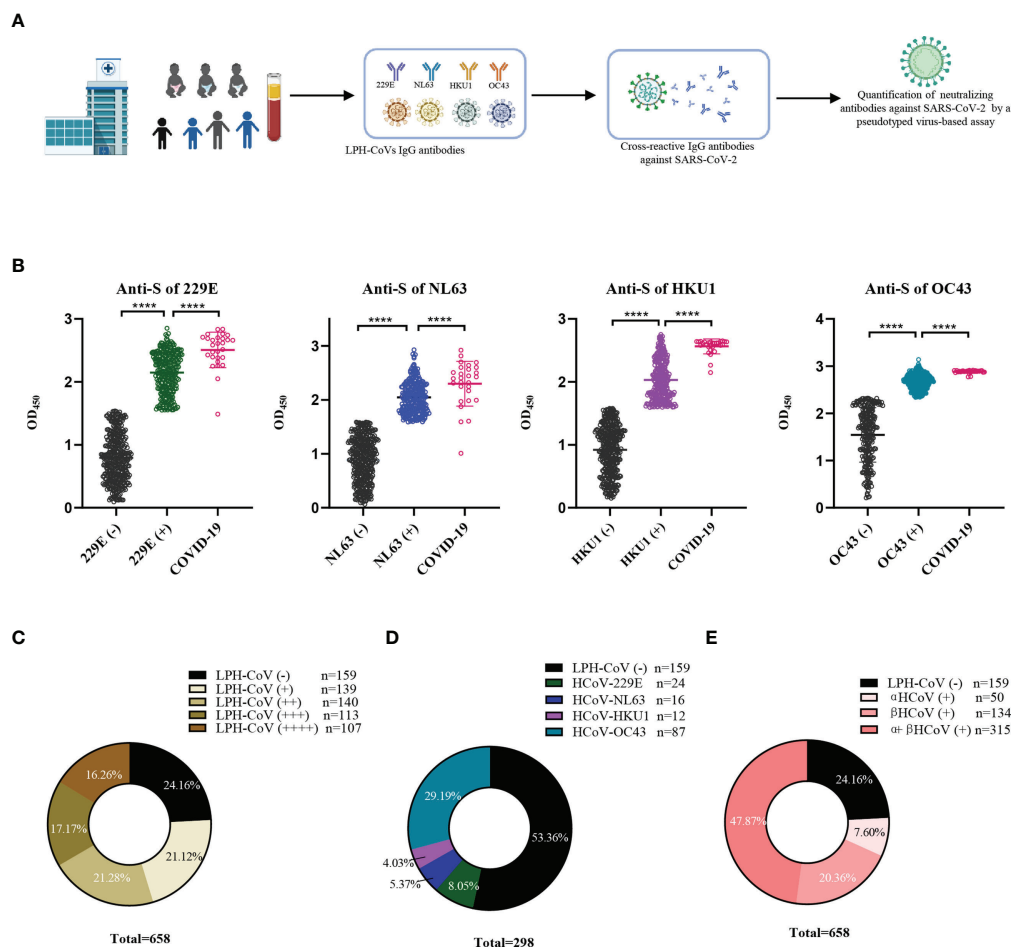 A
229E NL63 HKU1 OC43
LPH-CoVs IgG antibodies
Cross-reactive IgG antibodies
against SARS-CoV-2
Quantification of neutralizing
antibodies against SARS-CoV-2 by a
pseudotyped virus-based assay
B
Anti-S of 229E
**** ****
3
2
1
0
OD450
229E (-)
229E (+)
COVID-19
Anti-S of NL63
**** ****
3
2
1
0
OD450
NL63 (-)
NL63 (+)
COVID-19
Anti-S of HKU1
**** ****
3
2
1
0
OD450
HKU1 (-)
HKU1 (+)
COVID-19
Anti-S of OC43
**** ****
4
3
2
1
0
OD450
OC43 (-)
OC43 (+)
COVID-19
C
LPH-CoV (-) n=159
LPH-CoV (+) n=139
LPH-CoV (++) n=140
LPH-CoV (+++) n=113
LPH-CoV (++++) n=107
16.26%
24.16%
17.17%
21.12%
21.28%
Total=658
D
LPH-CoV (-) n=159
HCoV-229E n=24
HCoV-NL63 n=16
HCoV-HKU1 n=12
HCoV-OC43 n=87
29.19%
53.36%
4.03%
5.37%
8.05%
Total=298
E
LPH-CoV (-) n=159
αHCoV (+) n=50
βHCoV (+) n=134
α+ βHCoV (+) n=315
24.16%
47.87%
7.60%
20.36%
Total=658